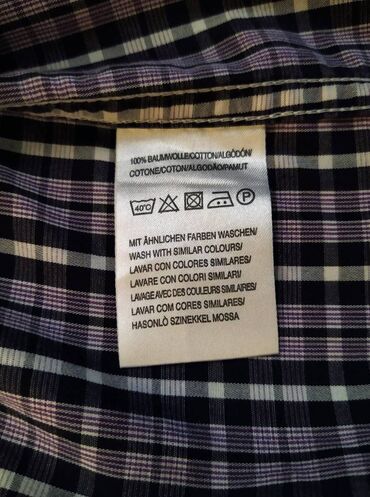 100% BAUMWOLLE/COTTON/ALGODÓN/
COTONE/COTON/ALGODÃO/PAMUT
40°C P
MIT ÄHNLICHEN FARBEN WASCHEN/
WASH WITH SIMILAR COLOURS/
LAVAR CON COLORES SIMILARES/
LAVARE CON COLORI SIMILARI/
LAVAGE AVEC DES COULEURS SIMILAIRES/
LAVAR COM CORES SIMILARES/
HASONLÓ SZINEKKEL MOSSA